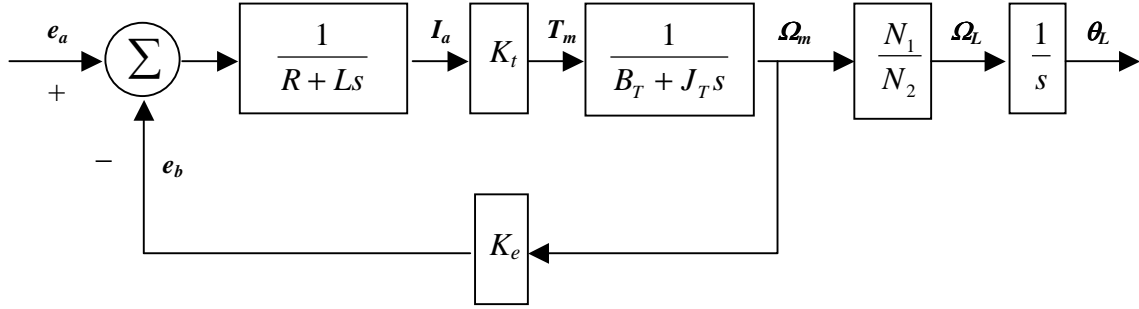 e_a
+
−
Σ
e_b
1
R + Ls
I_a
K_t
T_m
1
B_T + J_T s
Ω_m
N_1
N_2
Ω_L
1
s
θ_L
K_e